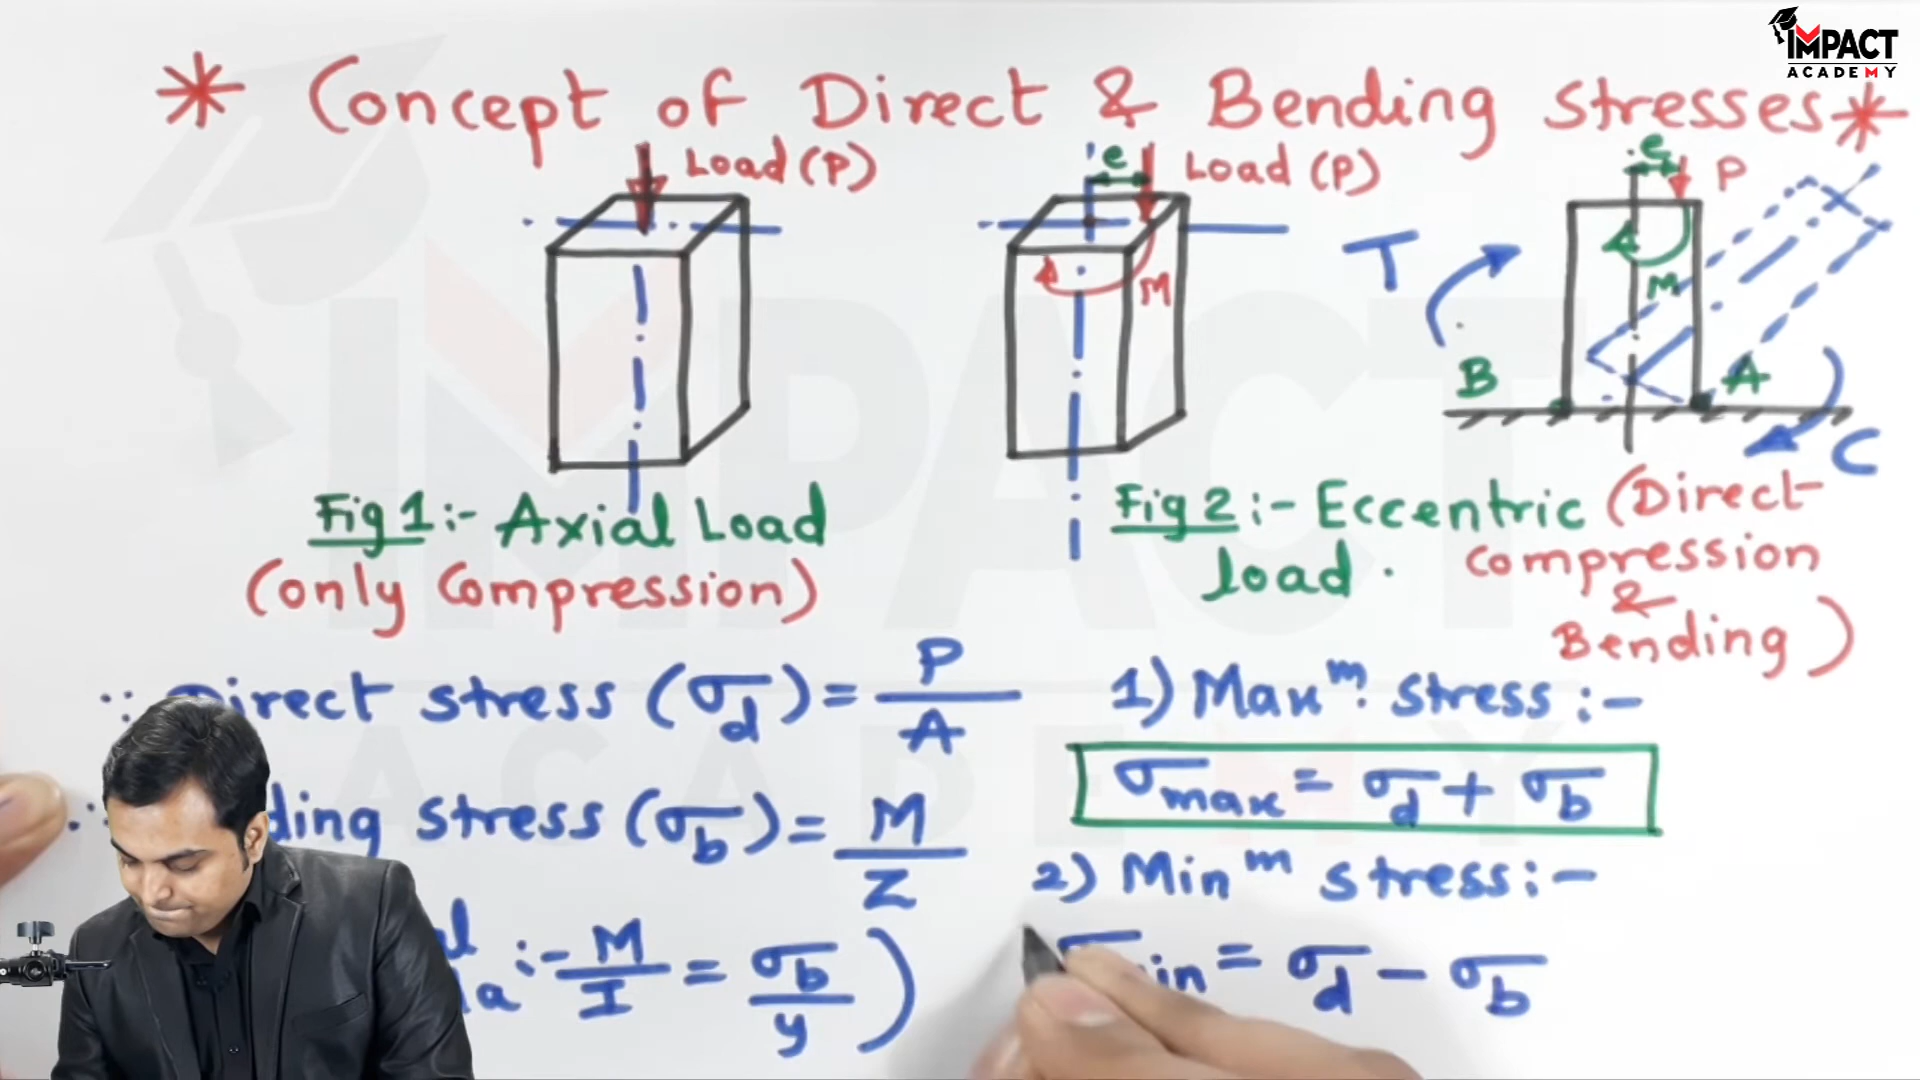 IMPACT
ACADEMY
* Concept of Direct & Bending stresses *
Load (P)
e
Load (P)
M
T
e
P
M
B
A
C
Fig 1 :- Axial Load
(only Compression)
Fig 2 :- Eccentric load.
(Direct compression & Bending)
∵ Direct stress (σd) = P/A
stress (σb) = M/Z
:- M/I = σb/y)
1) Maxm. stress :-
σmax = σd + σb
2) Minm stress :-
= σd - σb